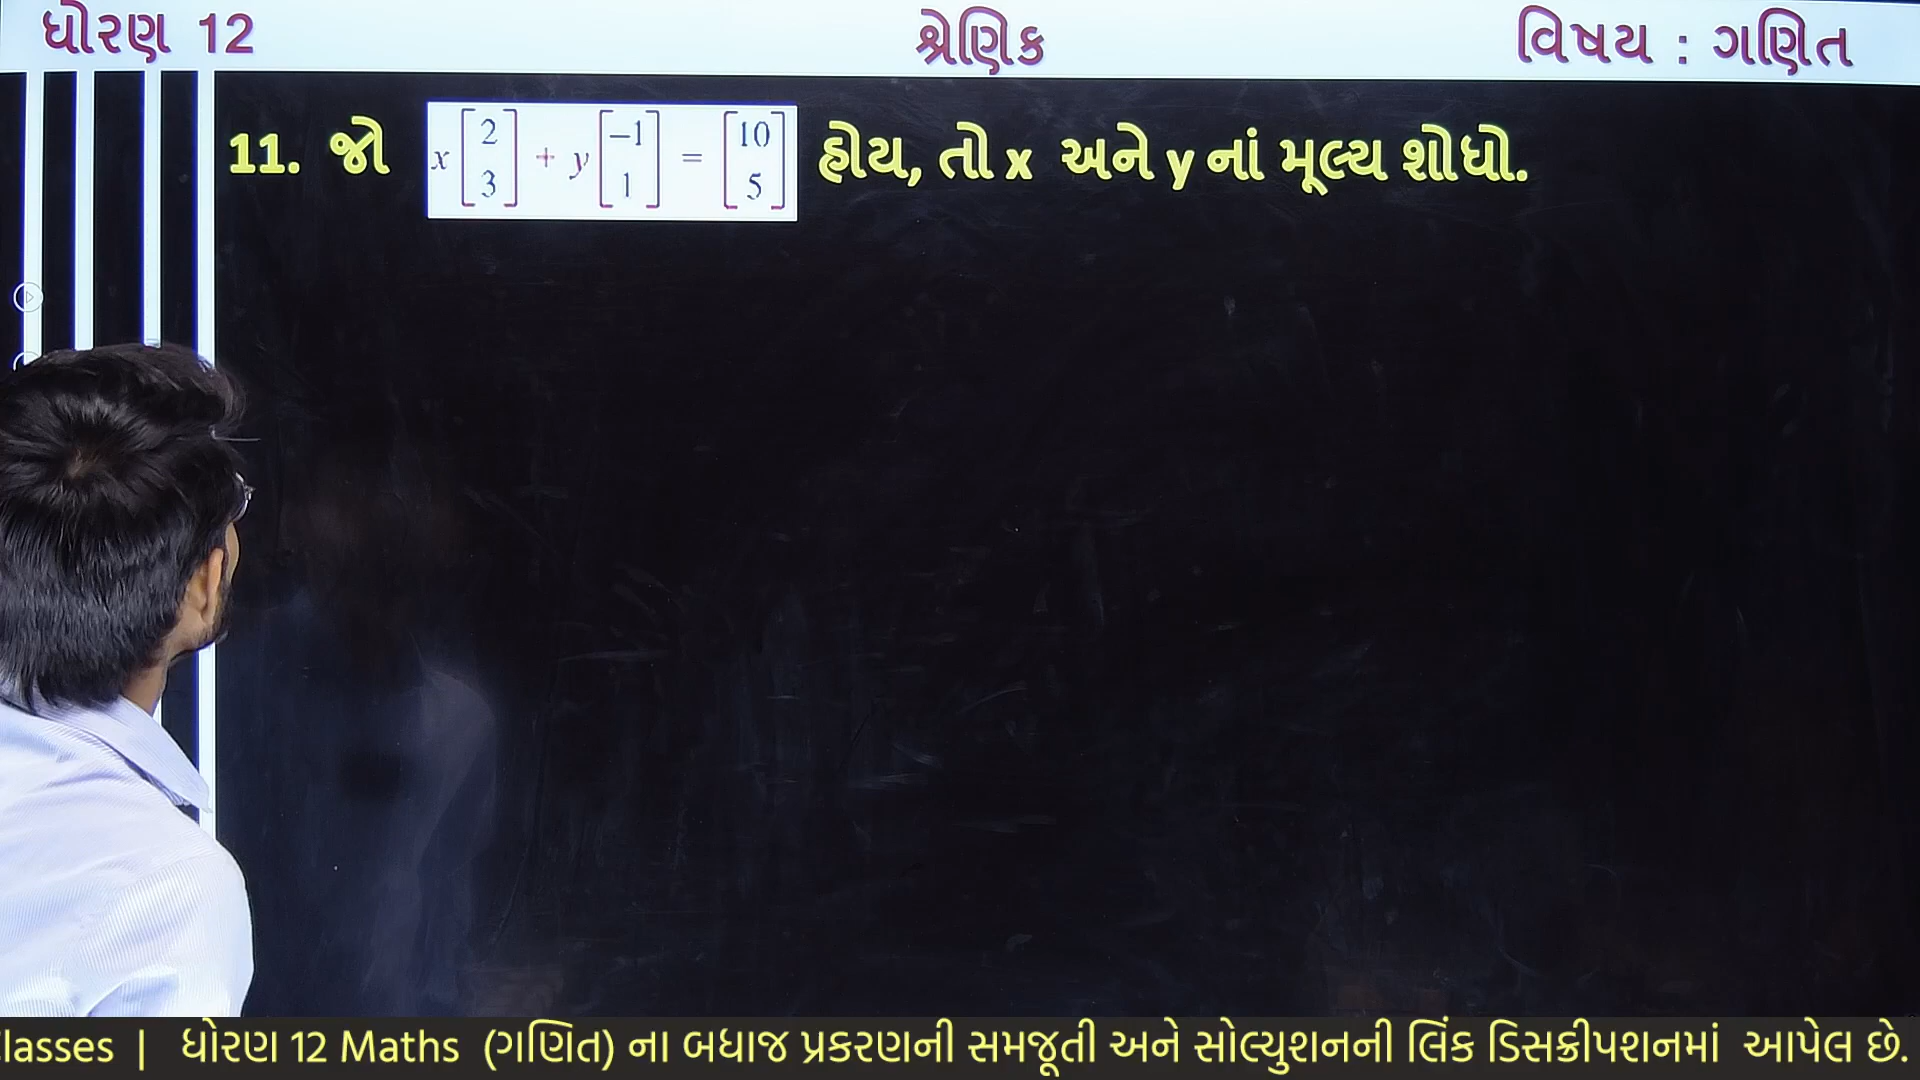 ધોરણ 12 શ્રેણિક વિષય : ગણિત
11. જો x [2 3] + y [−1 1] = [10 5] હોય, તો x અને y નાં મૂલ્ય શોધો.
lasses | ધોરણ 12 Maths (ગણિત) ના બધાજ પ્રકરણની સમજૂતી અને સોલ્યુશનની લિંક ડિસક્રીપશનમાં આપેલ છે.